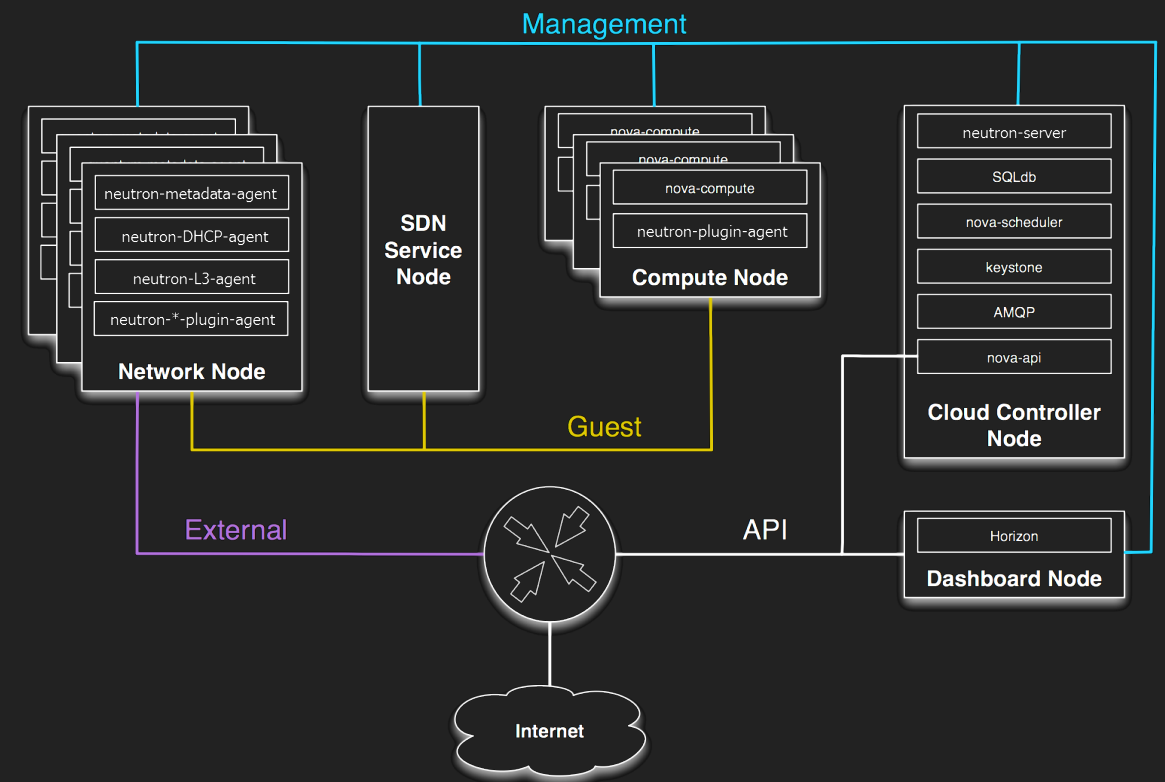 Management
neutron-metadata-agent
neutron-DHCP-agent
neutron-L3-agent
neutron-*-plugin-agent
Network Node
SDN
Service
Node
nova-compute
nova-compute
nova-compute
neutron-plugin-agent
Compute Node
neutron-server
SQLdb
nova-scheduler
keystone
AMQP
nova-api
Cloud Controller
Node
Guest
External
API
Horizon
Dashboard Node
Internet